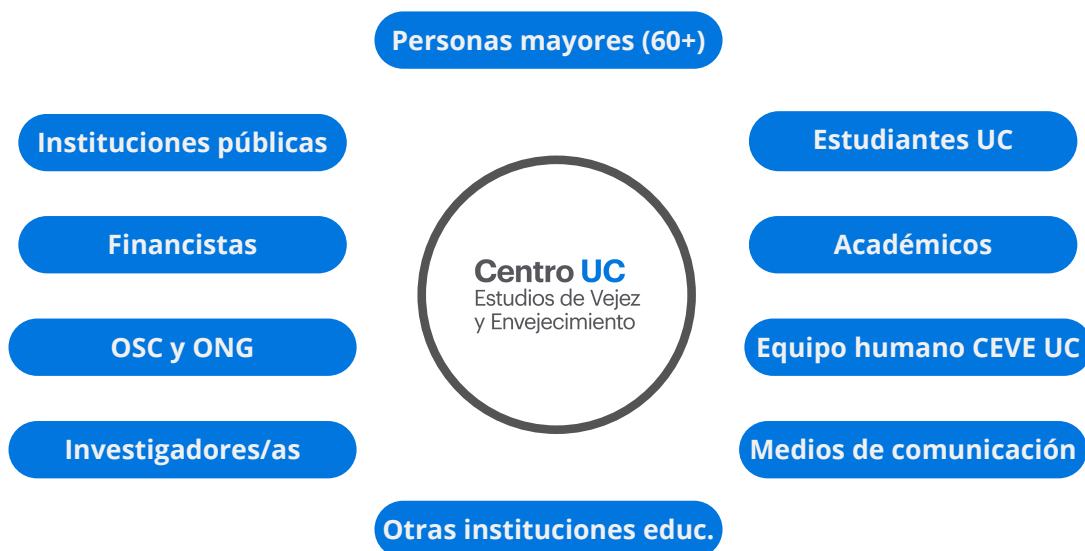 Personas mayores (60+)
Instituciones públicas
Estudiantes UC
Financistas
Académicos
Centro UC
Estudios de Vejez
y Envejecimiento
OSC y ONG
Equipo humano CEVE UC
Investigadores/as
Medios de comunicación
Otras instituciones educ.